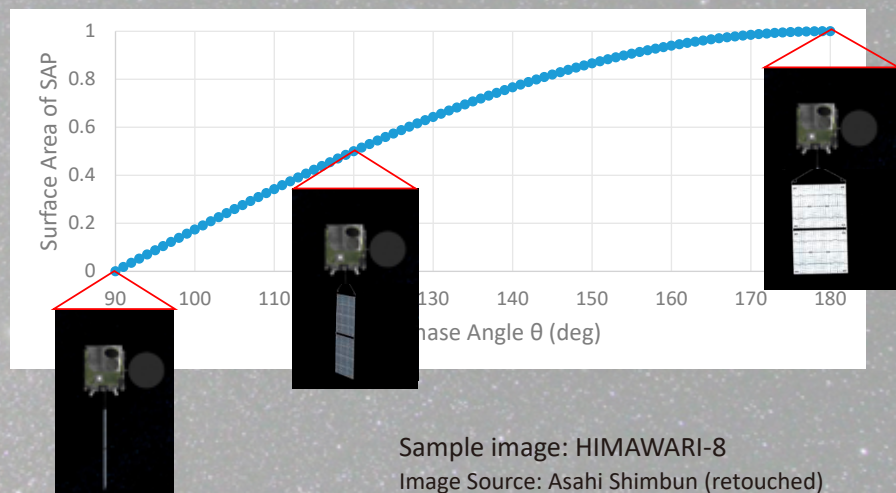 1
0.8
0.6
0.4
0.2
0
Surface Area of SAP
90 100 110 130 140 150 160 170 180
Angle θ (deg)
Sample image: HIMAWARI-8
Image Source: Asahi Shimbun (retouched)